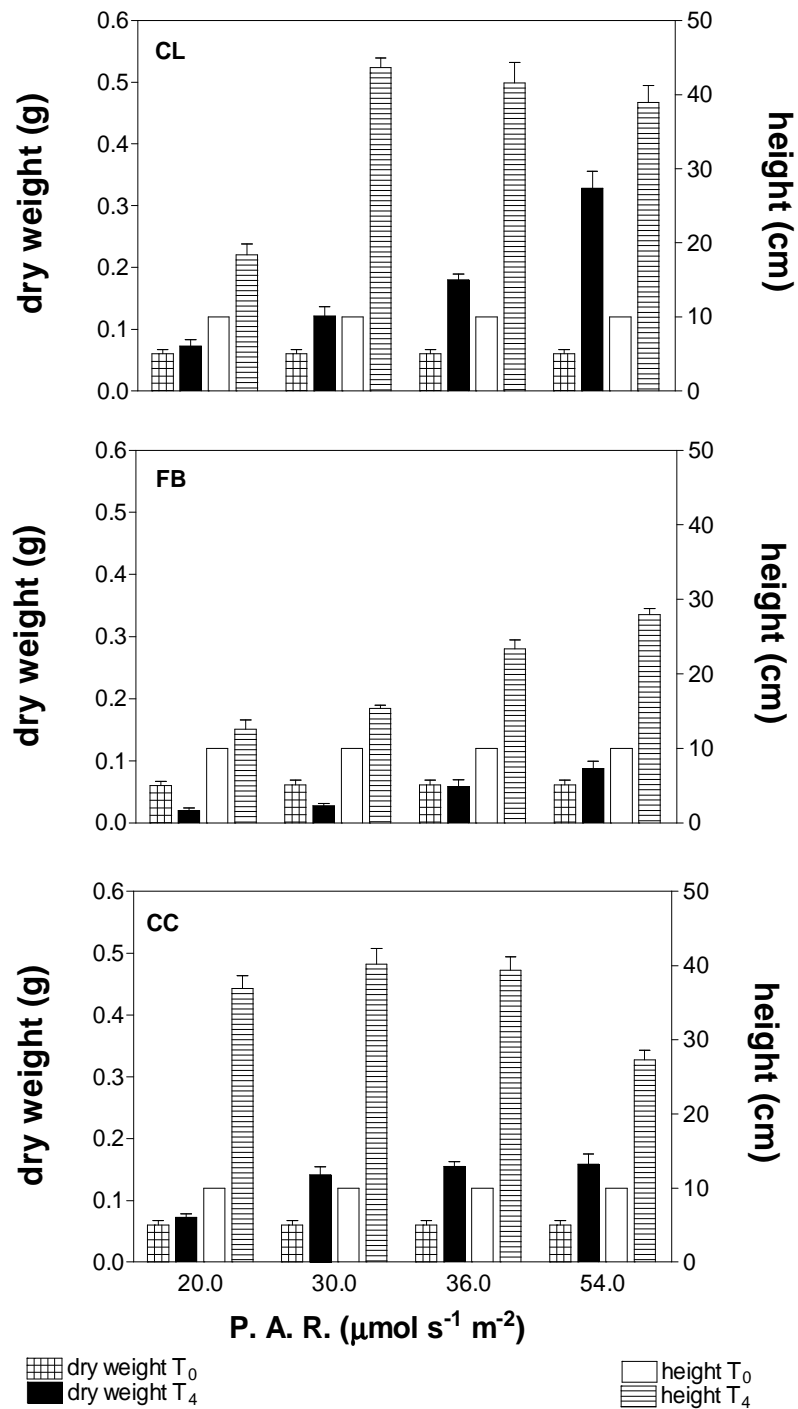 CL
dry weight (g)
0.6
0.5
0.4
0.3
0.2
0.1
0.0
50
40
30
20
10
0
height (cm)
FB
dry weight (g)
0.6
0.5
0.4
0.3
0.2
0.1
0.0
50
40
30
20
10
0
height (cm)
CC
dry weight (g)
0.6
0.5
0.4
0.3
0.2
0.1
0.0
50
40
30
20
10
0
height (cm)
20.0 30.0 36.0 54.0
P. A. R. (μmol s⁻¹ m⁻²)
dry weight T₀
dry weight T₄
height T₀
height T₄